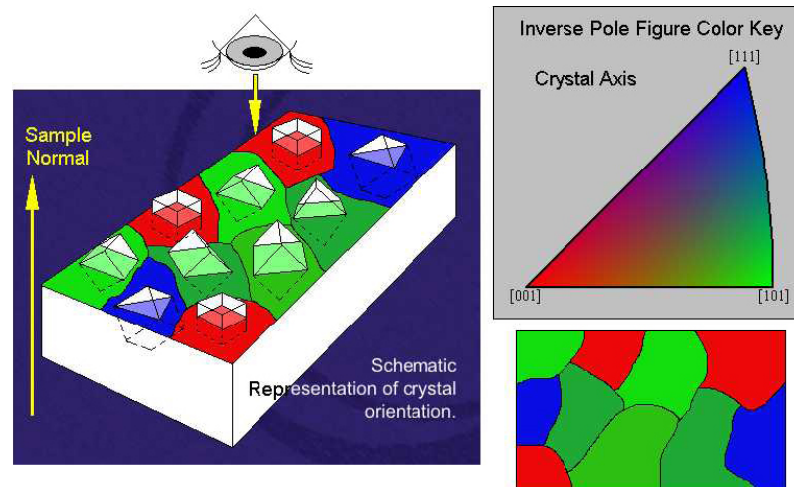 Sample
Normal
Schematic
Representation of crystal
orientation.
Inverse Pole Figure Color Key
[111]
Crystal Axis
[001]
[101]